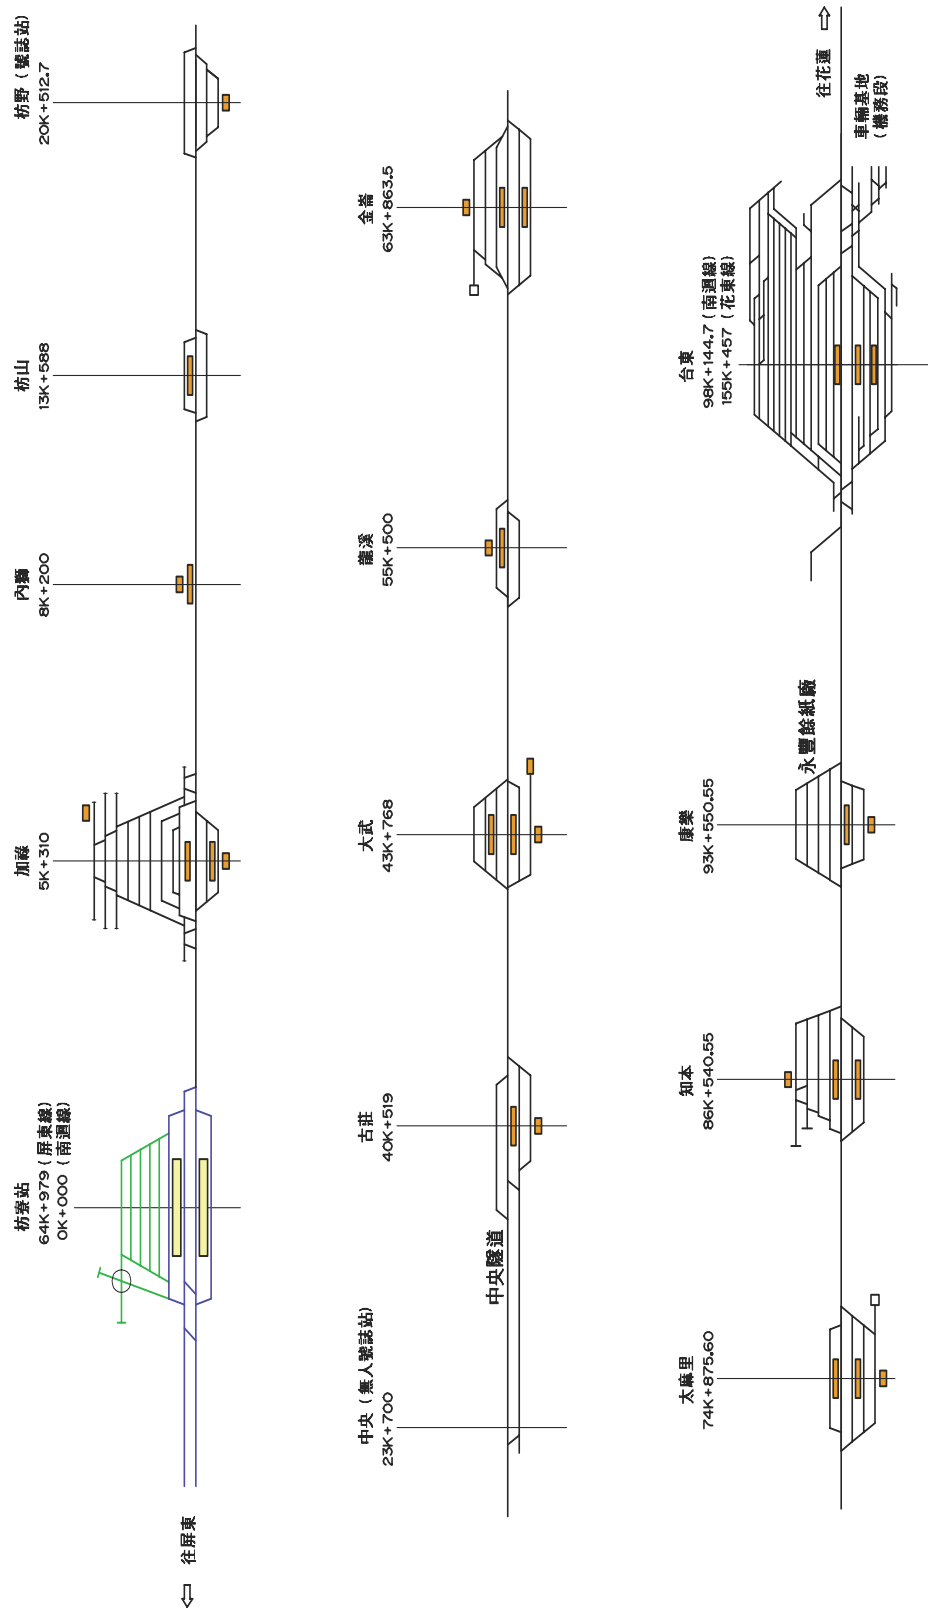 往屏東
枋寮站
64K+979 (屏東線)
0K+000 (南迴線)
加祿
5K+310
內獅
8K+200
枋山
13K+588
枋野 (號誌站)
20K+512.7
中央 (無人號誌站)
23K+700
中央隧道
古莊
40K+519
大武
43K+768
龍溪
55K+500
金崙
63K+863.5
太麻里
74K+875.60
知本
86K+540.55
康樂
93K+550.55
永豐餘紙廠
台東
98K+144.7 (南迴線)
155K+457 (花東線)
往花蓮
車輛基地
(機務段)